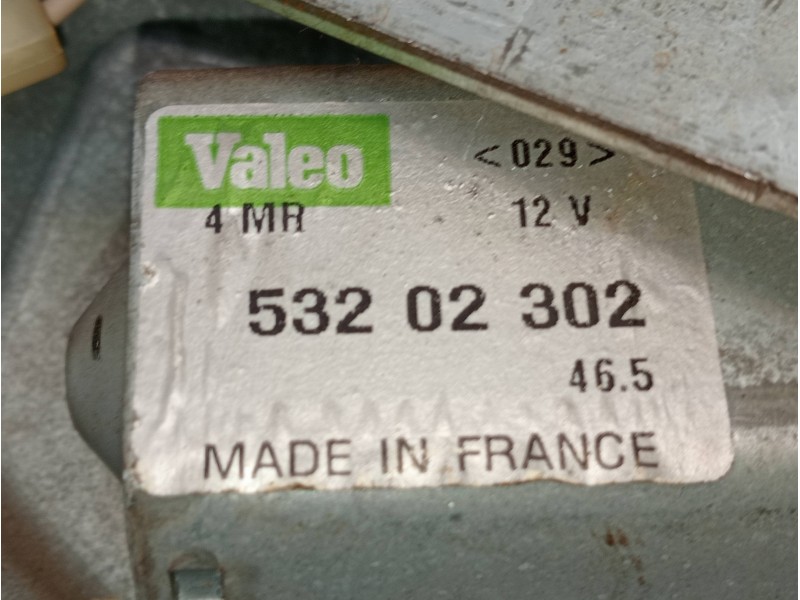 Valeo <029>
4 MR 12 V
532 02 302
46.5
MADE IN FRANCE